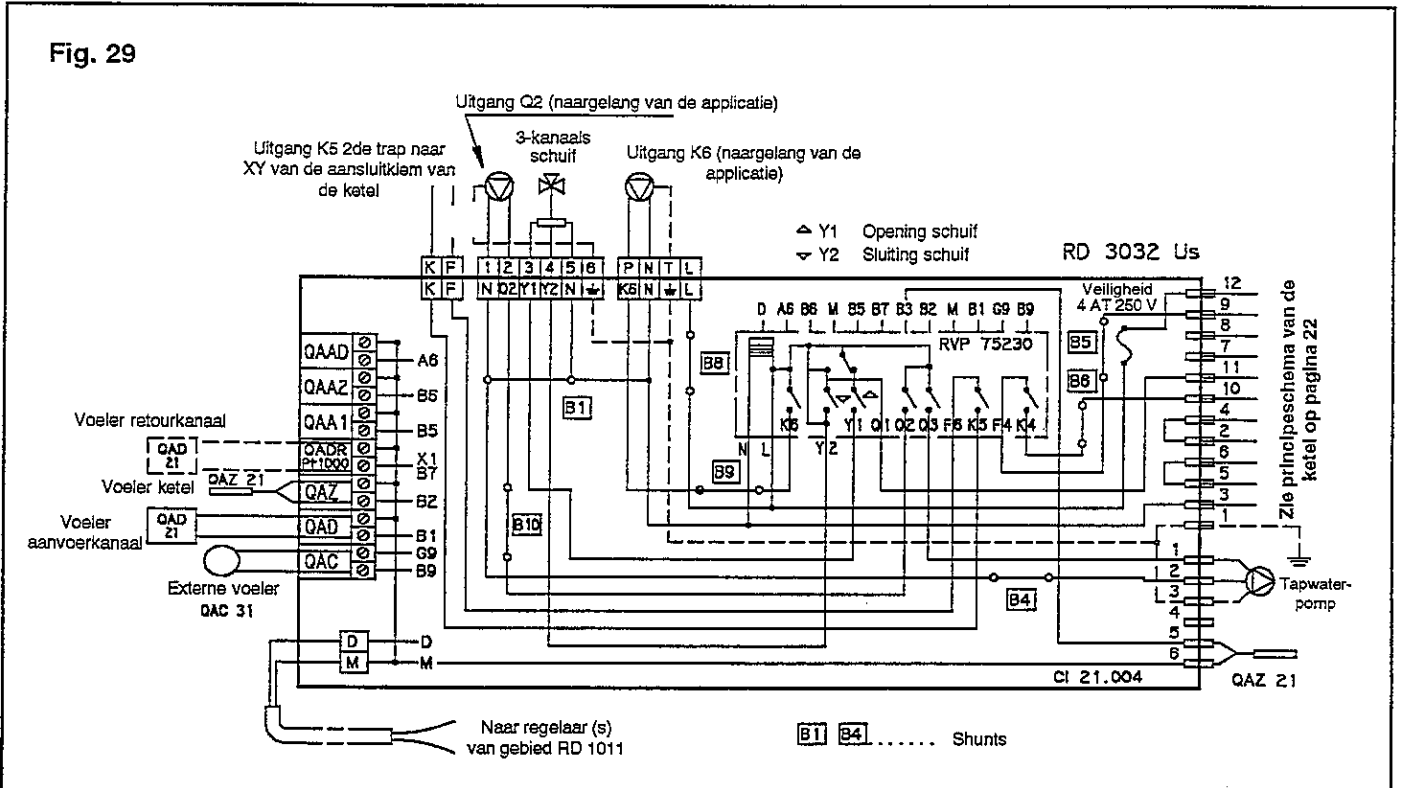 Fig. 29
Uitgang Q2 (naargelang van de applicatie)
Uitgang K5 2de trap naar
XY van de aansluitklem van
de ketel
3-kanaals
schuif
Uitgang K6 (naargelang van de
applicatie)
Y1 Opening schuif
Y2 Sluiting schuif
RD 3032 Us
K F 1 2 3 4 5 6 P N T L
K F N Q2 Y1 Y2 N K6 N L
Veiligheid
4 AT 250 V
D A6 B6 M B5 B7 B3 B2 M B1 G9 B9
RVP 75230
B8
B5
B6
B1
K6 Y1 Q1 Q2 Q3 F6 K5 F4 K4
N L Y2
B9
B10
B4
12
9
8
7
11
10
4
2
6
5
3
1
Zie principeschema van de
ketel op pagina 22
QAAD
A6
QAA2
B6
QAA1
B5
Voeler retourkanaal
QAD
21
QADR
Pt1000
X1
B7
Voeler ketel
QAZ 21
QAZ
B2
Voeler
aanvoerkanaal
QAD
21
QAD
B1
QAC
G9
B9
Externe voeler
QAC 31
D D
M M
1
2
3
4
5
6
Tapwater-
pomp
CI 21.004
QAZ 21
Naar regelaar (s)
van gebied RD 1011
B1 B4 ....... Shunts